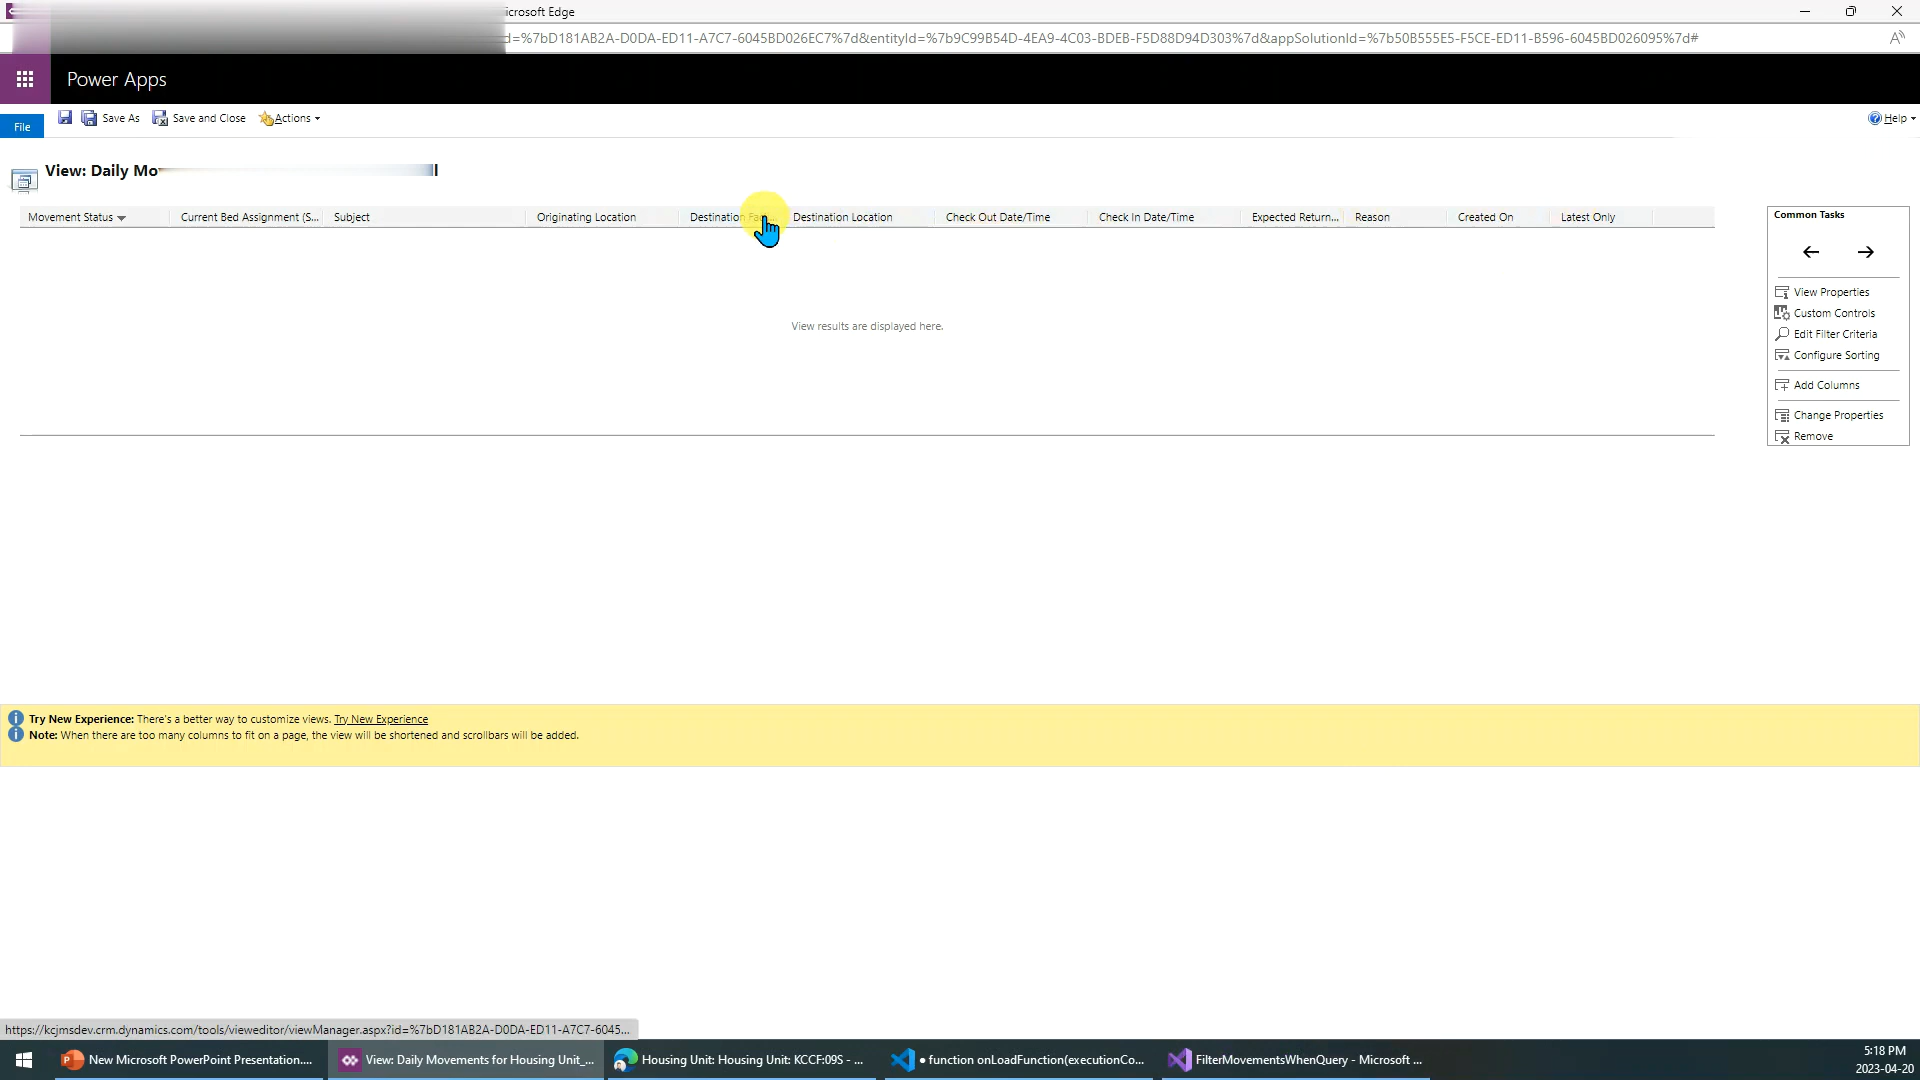 icrosoft Edge
d=%7bD181AB2A-D0DA-ED11-A7C7-6045BD026EC7%7d&entityId=%7b9C99B54D-4EA9-4C03-BDEB-F5D88D94D303%7d&appSolutionId=%7b50B555E5-F5CE-ED11-B596-6045BD026095%7d#
Power Apps
File Save As Save and Close Actions Help
View: Daily Mo
Movement Status Current Bed Assignment (S... Subject Originating Location Destination Destination Location Check Out Date/Time Check In Date/Time Expected Return... Reason Created On Latest Only
Common Tasks
View Properties
Custom Controls
View results are displayed here.
Edit Filter Criteria
Configure Sorting
Add Columns
Change Properties
Remove
Try New Experience: There's a better way to customize views. Try New Experience
Note: When there are too many columns to fit on a page, the view will be shortened and scrollbars will be added.
https://kcjmsdev.crm.dynamics.com/tools/vieweditor/viewManager.aspx?id=%7bD181AB2A-D0DA-ED11-A7C7-6045...
New Microsoft PowerPoint Presentation.... View: Daily Movements for Housing Unit_... Housing Unit: Housing Unit: KCCF:09S - ... • function onLoadFunction(executionCo... FilterMovementsWhenQuery - Microsoft ...
5:18 PM
2023-04-20